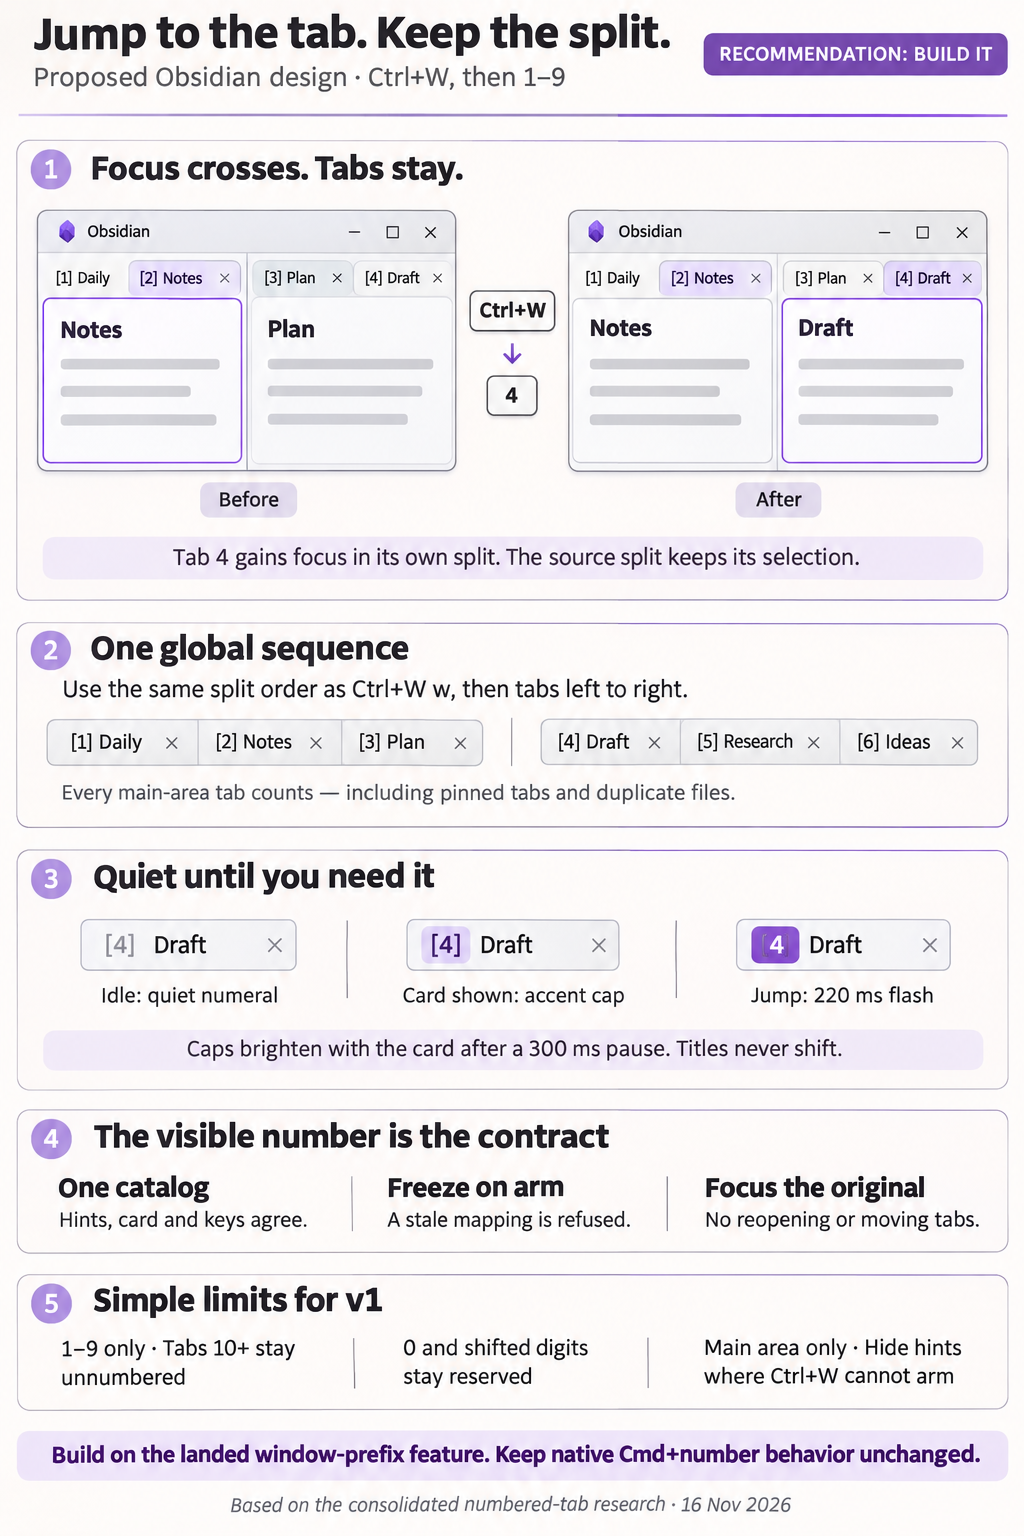 Jump to the tab. Keep the split.
RECOMMENDATION: BUILD IT
Proposed Obsidian design · Ctrl+W, then 1–9
1 Focus crosses. Tabs stay.
Obsidian
[1] Daily [2] Notes × [3] Plan × [4] Draft ×
Notes
Plan
Before
Ctrl+W
↓
4
Obsidian
[1] Daily [2] Notes × [3] Plan × [4] Draft ×
Notes
Draft
After
Tab 4 gains focus in its own split. The source split keeps its selection.
2 One global sequence
Use the same split order as Ctrl+W w, then tabs left to right.
[1] Daily × [2] Notes × [3] Plan × [4] Draft × [5] Research × [6] Ideas ×
Every main-area tab counts — including pinned tabs and duplicate files.
3 Quiet until you need it
[4] Draft ×
Idle: quiet numeral
[4] Draft ×
Card shown: accent cap
[4 Draft ×
Jump: 220 ms flash
Caps brighten with the card after a 300 ms pause. Titles never shift.
4 The visible number is the contract
One catalog
Hints, card and keys agree.
Freeze on arm
A stale mapping is refused.
Focus the original
No reopening or moving tabs.
5 Simple limits for v1
1–9 only · Tabs 10+ stay
unnumbered
0 and shifted digits
stay reserved
Main area only · Hide hints
where Ctrl+W cannot arm
Build on the landed window-prefix feature. Keep native Cmd+number behavior unchanged.
Based on the consolidated numbered-tab research · 16 Nov 2026